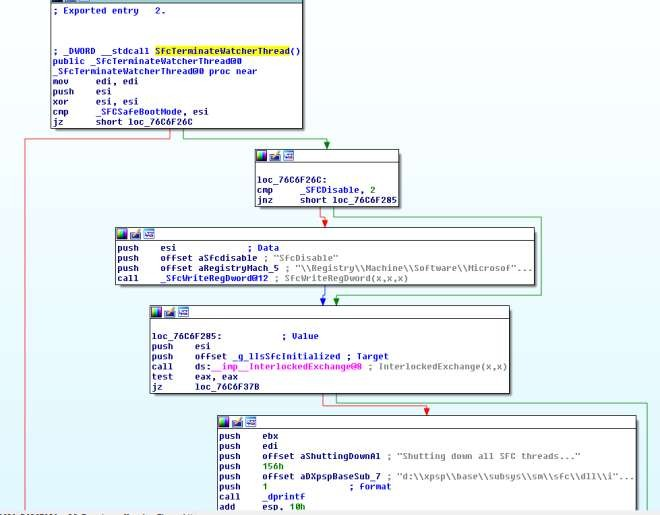 ; Exported entry   2.
; _DWORD __stdcall SfcTerminateWatcherThread()
public _SfcTerminateWatcherThread@0
_SfcTerminateWatcherThread@0 proc near
mov     edi, edi
push    esi
xor     esi, esi
cmp     _SFCSafeBootMode, esi
jz      short loc_76C6F26C
loc_76C6F26C:
cmp     _SFCDisable, 2
jnz     short loc_76C6F285
push    esi             ; Data
push    offset aSfcdisable ; "SfcDisable"
push    offset aRegistryMach_5 ; "\\Registry\\Machine\\Software\\Microsof"...
call    _SfcWriteRegDword@12 ; SfcWriteRegDword(x,x,x)
loc_76C6F285:           ; Value
push    esi
push    offset _g_lIsSfcInitialized ; Target
call    ds:__imp__InterlockedExchange@8 ; InterlockedExchange(x,x)
test    eax, eax
jz      loc_76C6F37B
push    ebx
push    edi
push    offset aShuttingDownAl ; "Shutting down all SFC threads..."
push    156h
push    offset aDXpspBaseSub_7 ; "d:\\xpsp\\base\\subsys\\sm\\sfc\\dll\\i"...
push    1               ; format
call    _dprintf
add     esp, 10h